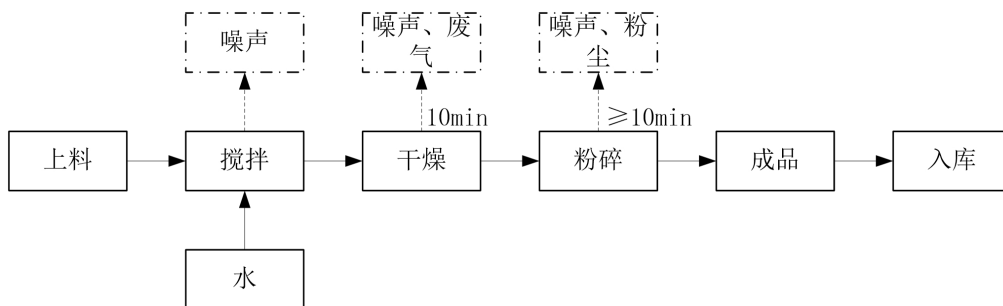 噪声
噪声、废
气
噪声、粉
尘
10min
≥10min
上料
搅拌
干燥
粉碎
成品
入库
水